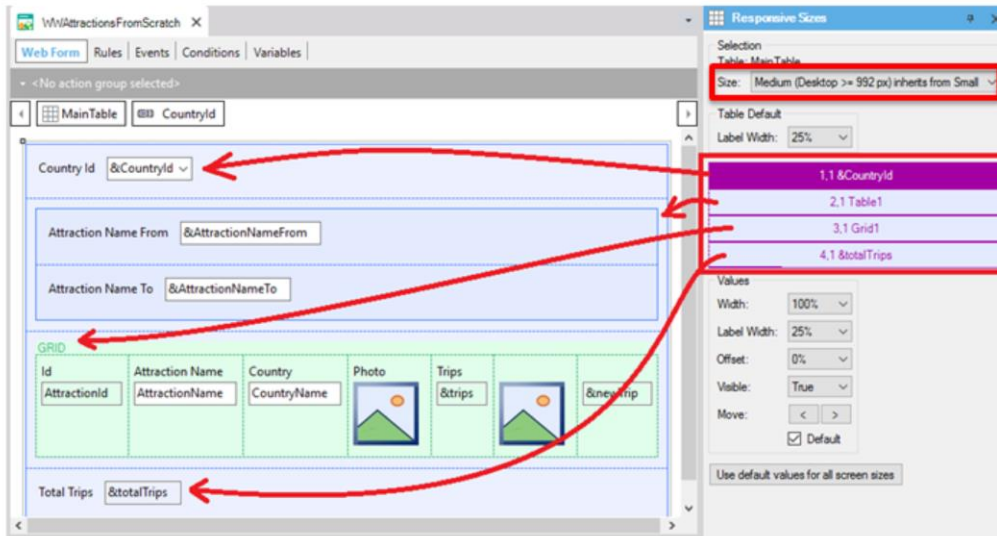 WWAttractionsFromScratch
Web Form Rules Events Conditions Variables
<No action group selected>
MainTable CountryId
Country Id &CountryId
Attraction Name From &AttractionNameFrom
Attraction Name To &AttractionNameTo
GRID
Id Attraction Name Country Photo Trips
AttractionId AttractionName CountryName &trips &newTrip
Total Trips &totalTrips
Responsive Sizes
Selection
Table: MainTable
Size: Medium (Desktop >= 992 px) inherits from Small
Table Default
Label Width: 25%
1,1 &CountryId
2,1 Table1
3,1 Grid1
4,1 &totalTrips
Values
Width: 100%
Label Width: 25%
Offset: 0%
Visible: True
Move: < >
Default
Use default values for all screen sizes